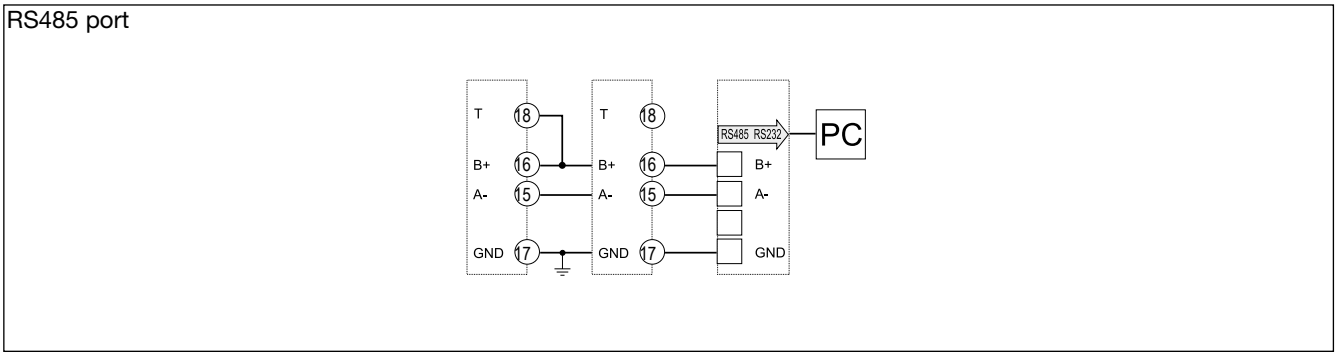 RS485 port
T 18 T 18
RS485 RS232 PC
B+ 16 B+ 16 B+
A- 15 A- 15 A-
GND 17 GND 17 GND